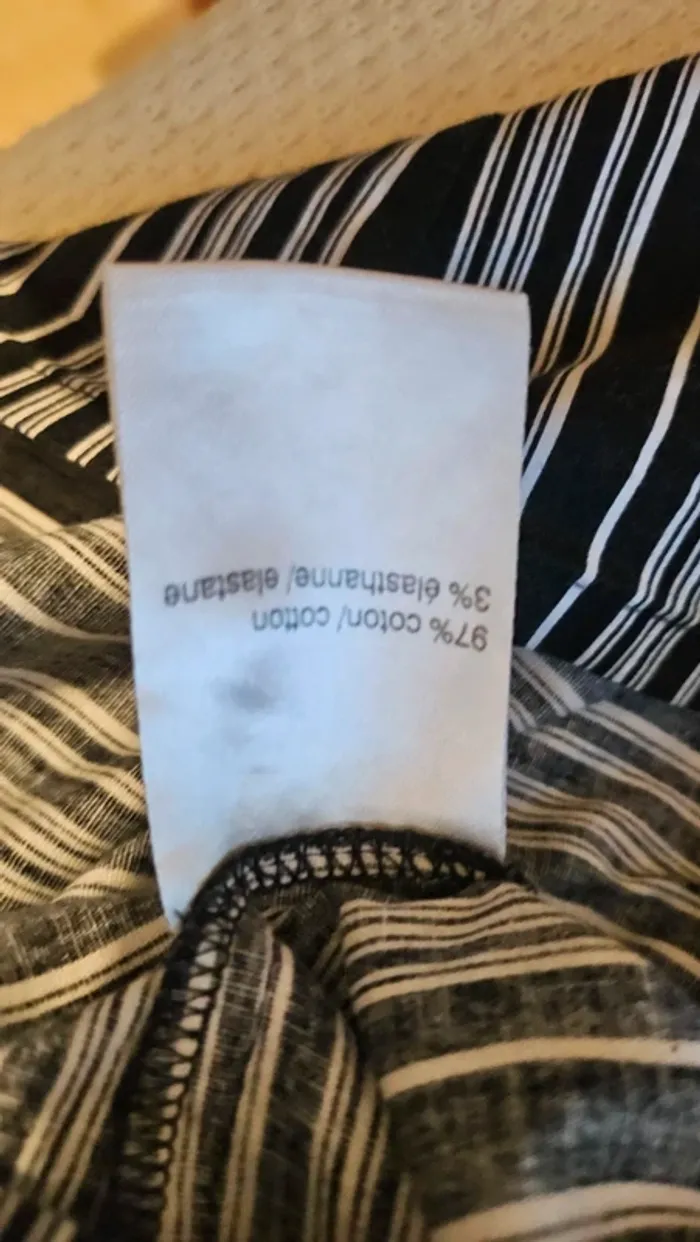 97% coton/ cotton
3% élasthanne/ elastane